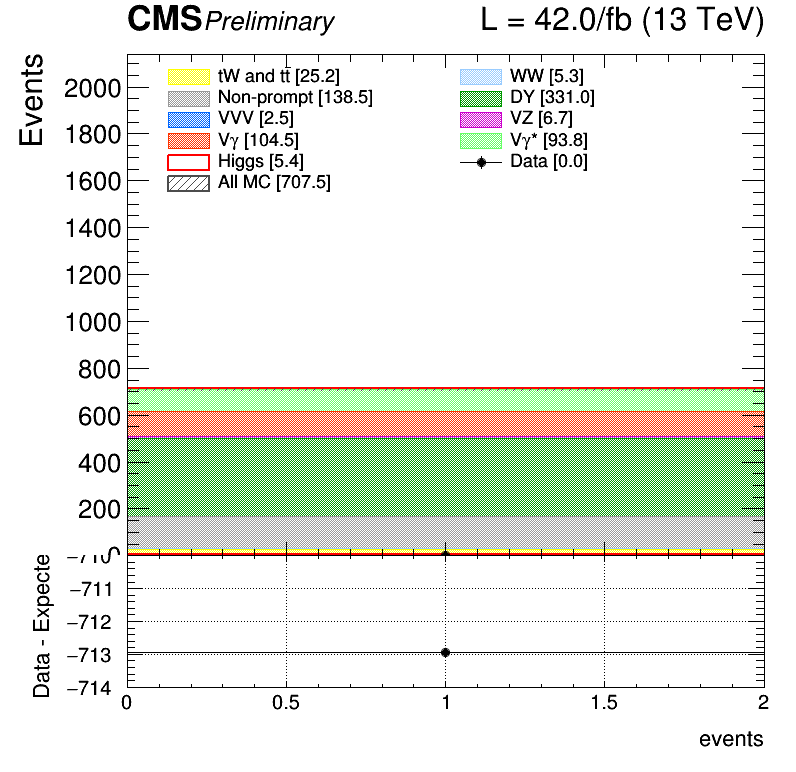 CMS Preliminary L = 42.0/fb (13 TeV)
Events
tW and tt̄ [25.2] WW [5.3]
Non-prompt [138.5] DY [331.0]
VVV [2.5] VZ [6.7]
Vγ [104.5] Vγ* [93.8]
Higgs [5.4] Data [0.0]
All MC [707.5]
2000
1800
1600
1400
1200
1000
800
600
400
200
0
Data - Expecte
−710
−711
−712
−713
−714
0 0.5 1 1.5 2
events